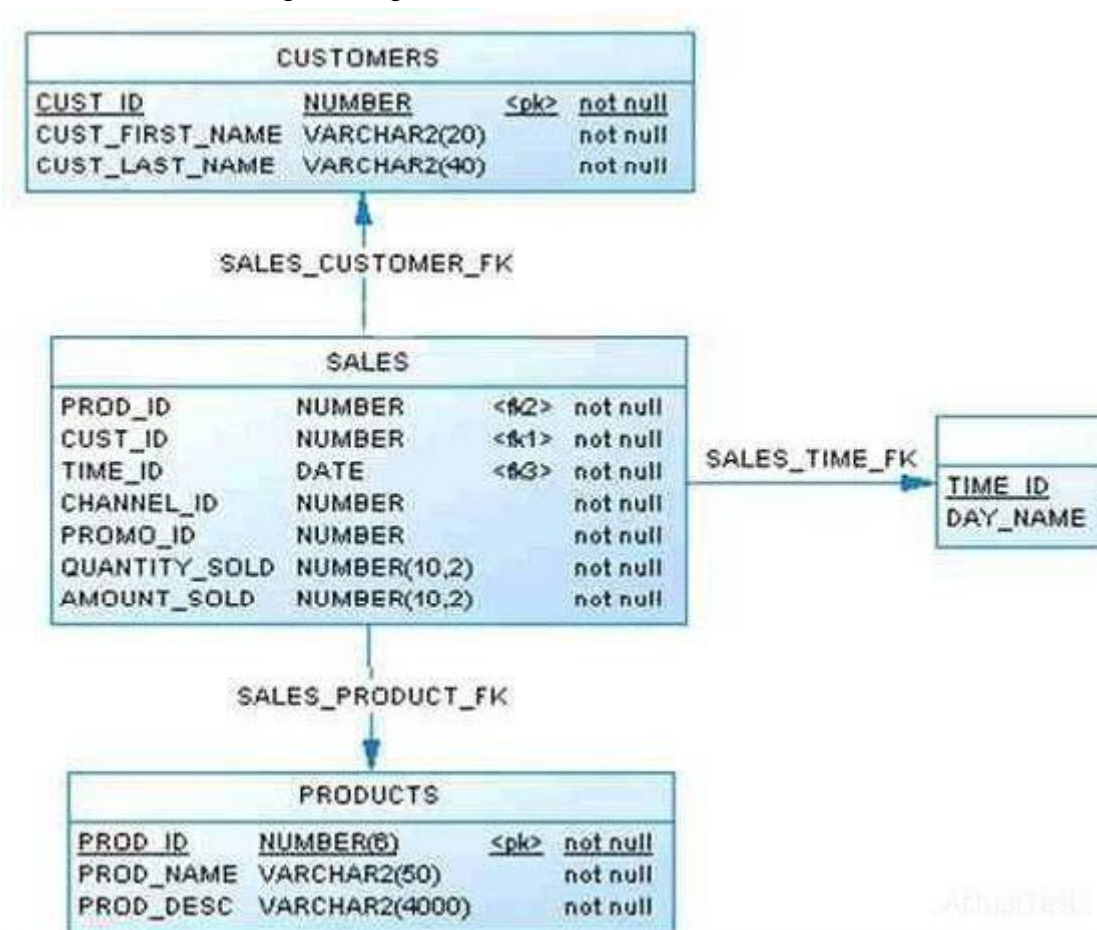 CUSTOMERS
CUST_ID NUMBER <pk> not null
CUST_FIRST_NAME VARCHAR2(20) not null
CUST_LAST_NAME VARCHAR2(40) not null
SALES_CUSTOMER_FK
SALES
PROD_ID NUMBER <fk2> not null
CUST_ID NUMBER <fk1> not null
TIME_ID DATE <fk3> not null
CHANNEL_ID NUMBER not null
PROMO_ID NUMBER not null
QUANTITY_SOLD NUMBER(10,2) not null
AMOUNT_SOLD NUMBER(10,2) not null
SALES_TIME_FK
TIME_ID
DAY_NAME
SALES_PRODUCT_FK
PRODUCTS
PROD_ID NUMBER(6) <pk> not null
PROD_NAME VARCHAR2(50) not null
PROD_DESC VARCHAR2(4000) not null